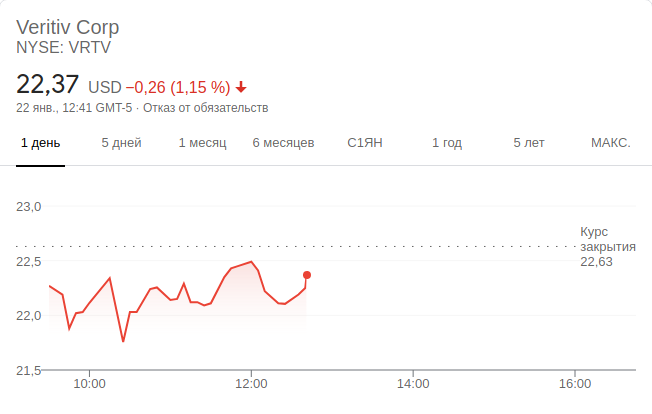 Veritiv Corp
NYSE: VRTV
22,37 USD −0,26 (1,15 %)
22 янв., 12:41 GMT-5 · Отказ от обязательств
1 день 5 дней 1 месяц 6 месяцев С1ЯН 1 год 5 лет МАКС.
23,0
Курс
закрытия
22,63
22,5
22,0
21,5
10:00 12:00 14:00 16:00